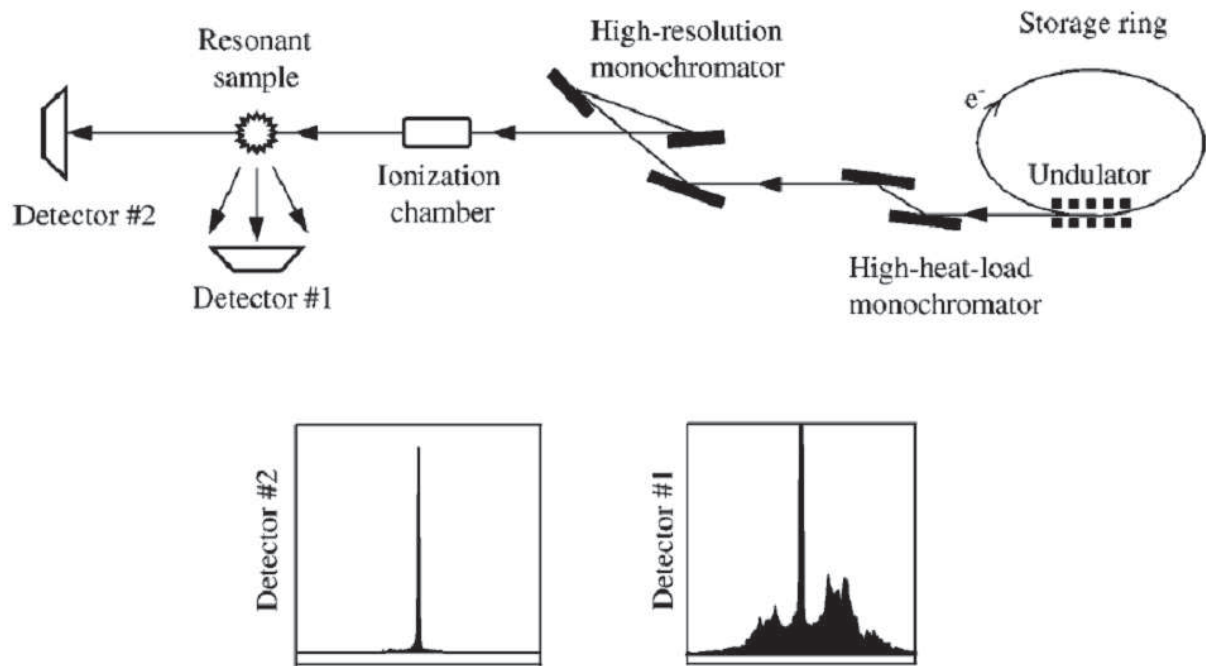 Storage ring
High-resolution
monochromator
Resonant
sample
e-
Undulator
Ionization
chamber
Detector #2
Detector #1
High-heat-load
monochromator
Detector #2
Detector #1